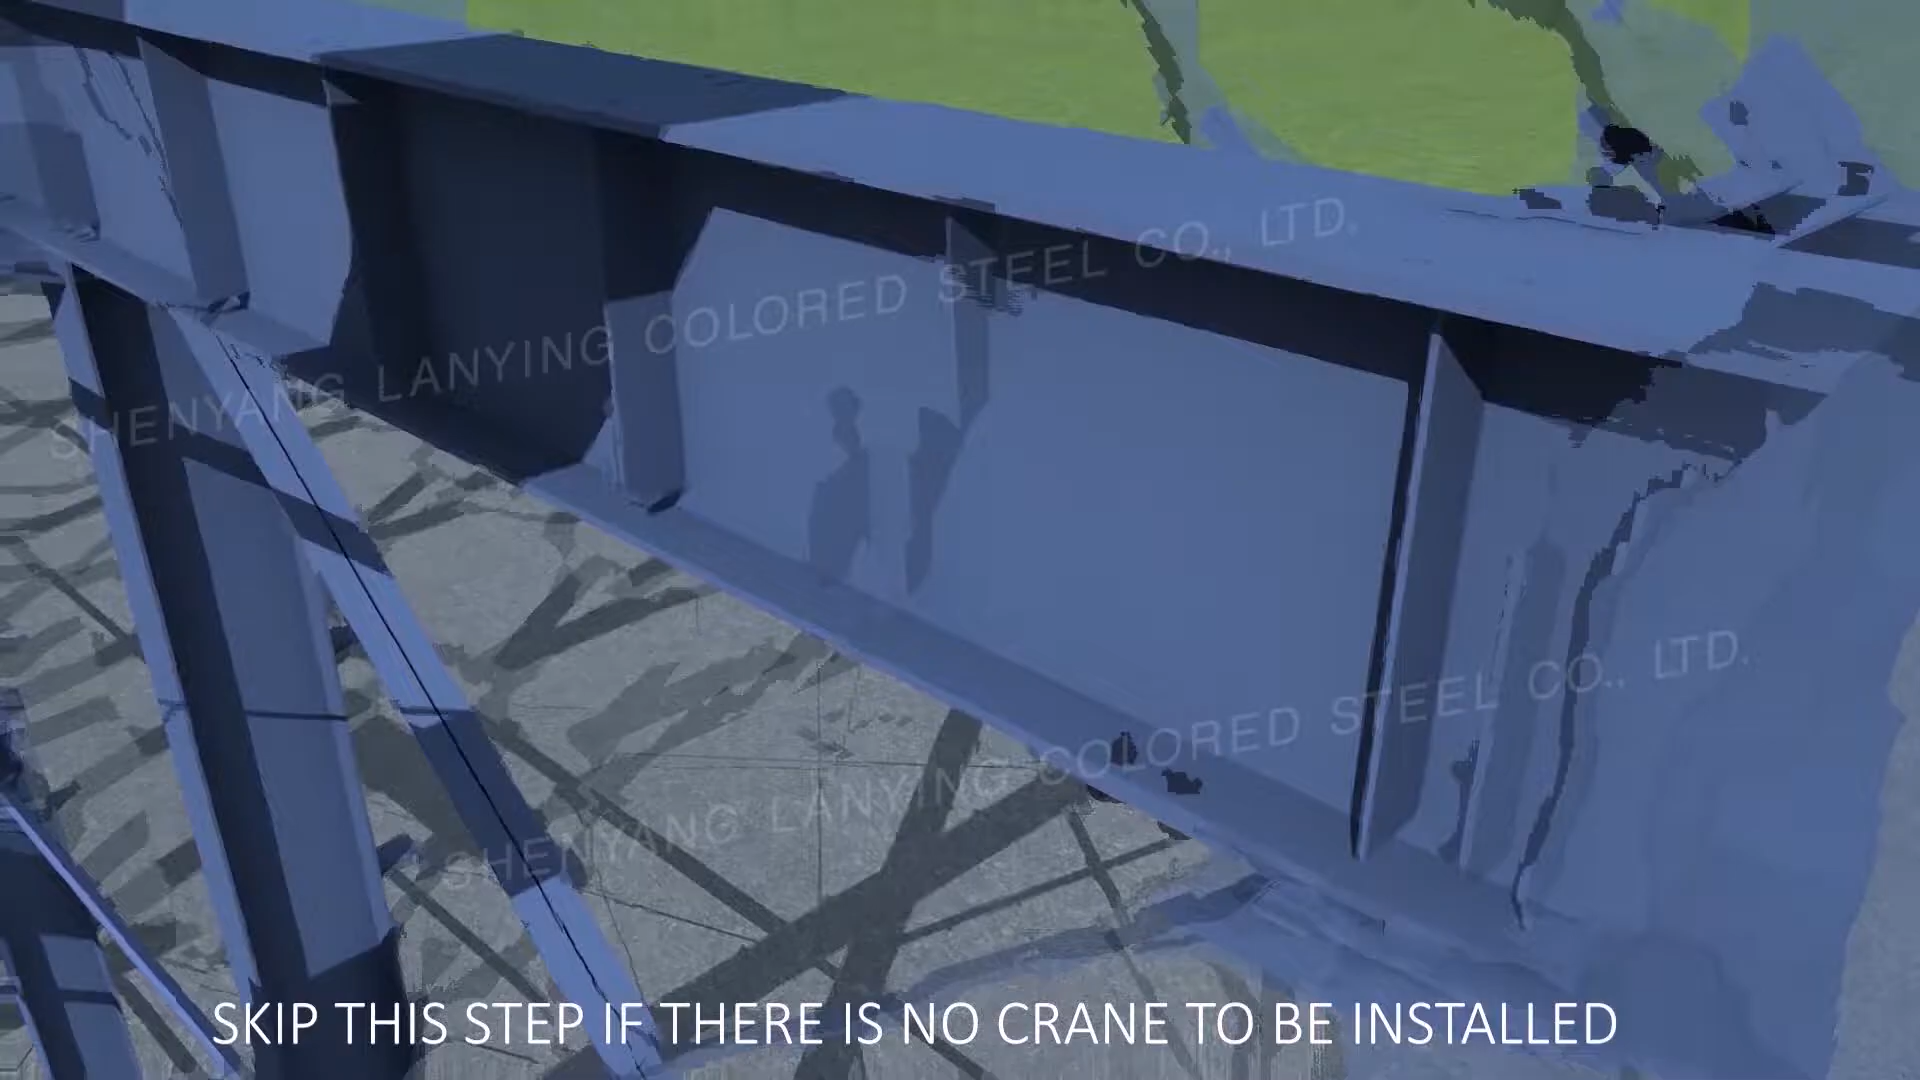 SHENYANG LANYING COLORED STEEL CO., LTD.
SHENYANG LANYING COLORED STEEL CO., LTD.
SKIP THIS STEP IF THERE IS NO CRANE TO BE INSTALLED